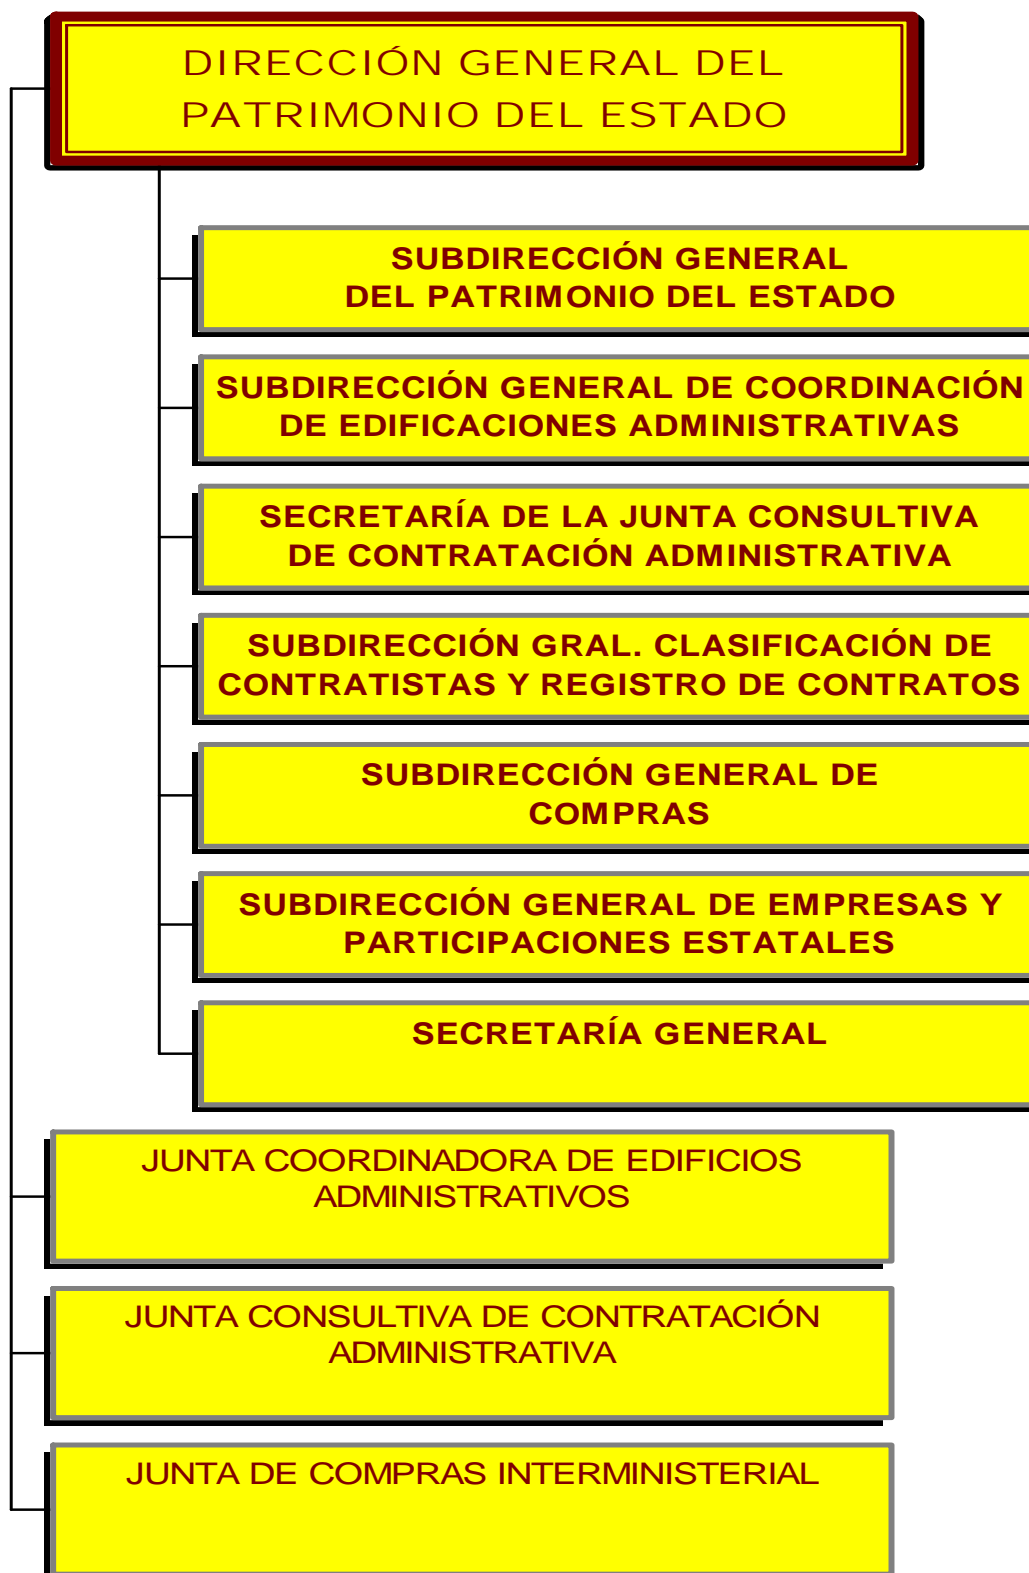 DIRECCIÓN GENERAL DEL
PATRIMONIO DEL ESTADO
SUBDIRECCIÓN GENERAL
DEL PATRIMONIO DEL ESTADO
SUBDIRECCIÓN GENERAL DE COORDINACIÓN
DE EDIFICACIONES ADMINISTRATIVAS
SECRETARÍA DE LA JUNTA CONSULTIVA
DE CONTRATACIÓN ADMINISTRATIVA
SUBDIRECCIÓN GRAL. CLASIFICACIÓN DE
CONTRATISTAS Y REGISTRO DE CONTRATOS
SUBDIRECCIÓN GENERAL DE
COMPRAS
SUBDIRECCIÓN GENERAL DE EMPRESAS Y
PARTICIPACIONES ESTATALES
SECRETARÍA GENERAL
JUNTA COORDINADORA DE EDIFICIOS
ADMINISTRATIVOS
JUNTA CONSULTIVA DE CONTRATACIÓN
ADMINISTRATIVA
JUNTA DE COMPRAS INTERMINISTERIAL